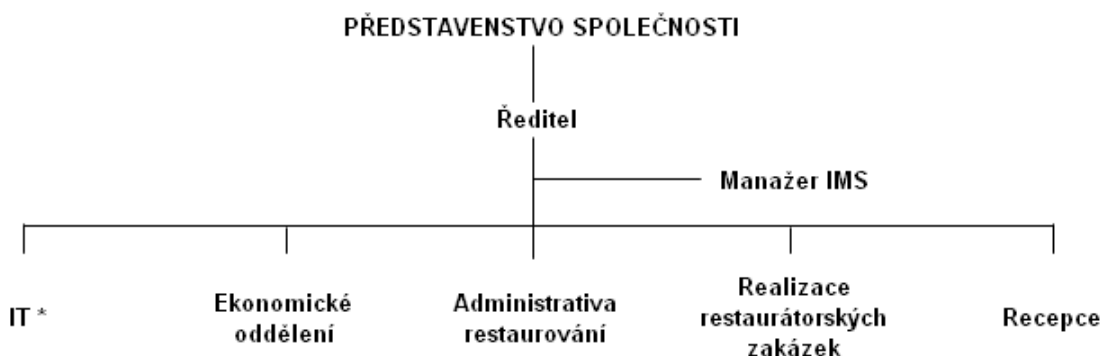 PŘEDSTAVENSTVO SPOLEČNOSTI
Ředitel
Manažer IMS
IT *
Ekonomické
oddělení
Administrativa
restaurování
Realizace
restaurátorských
zakázek
Recepce